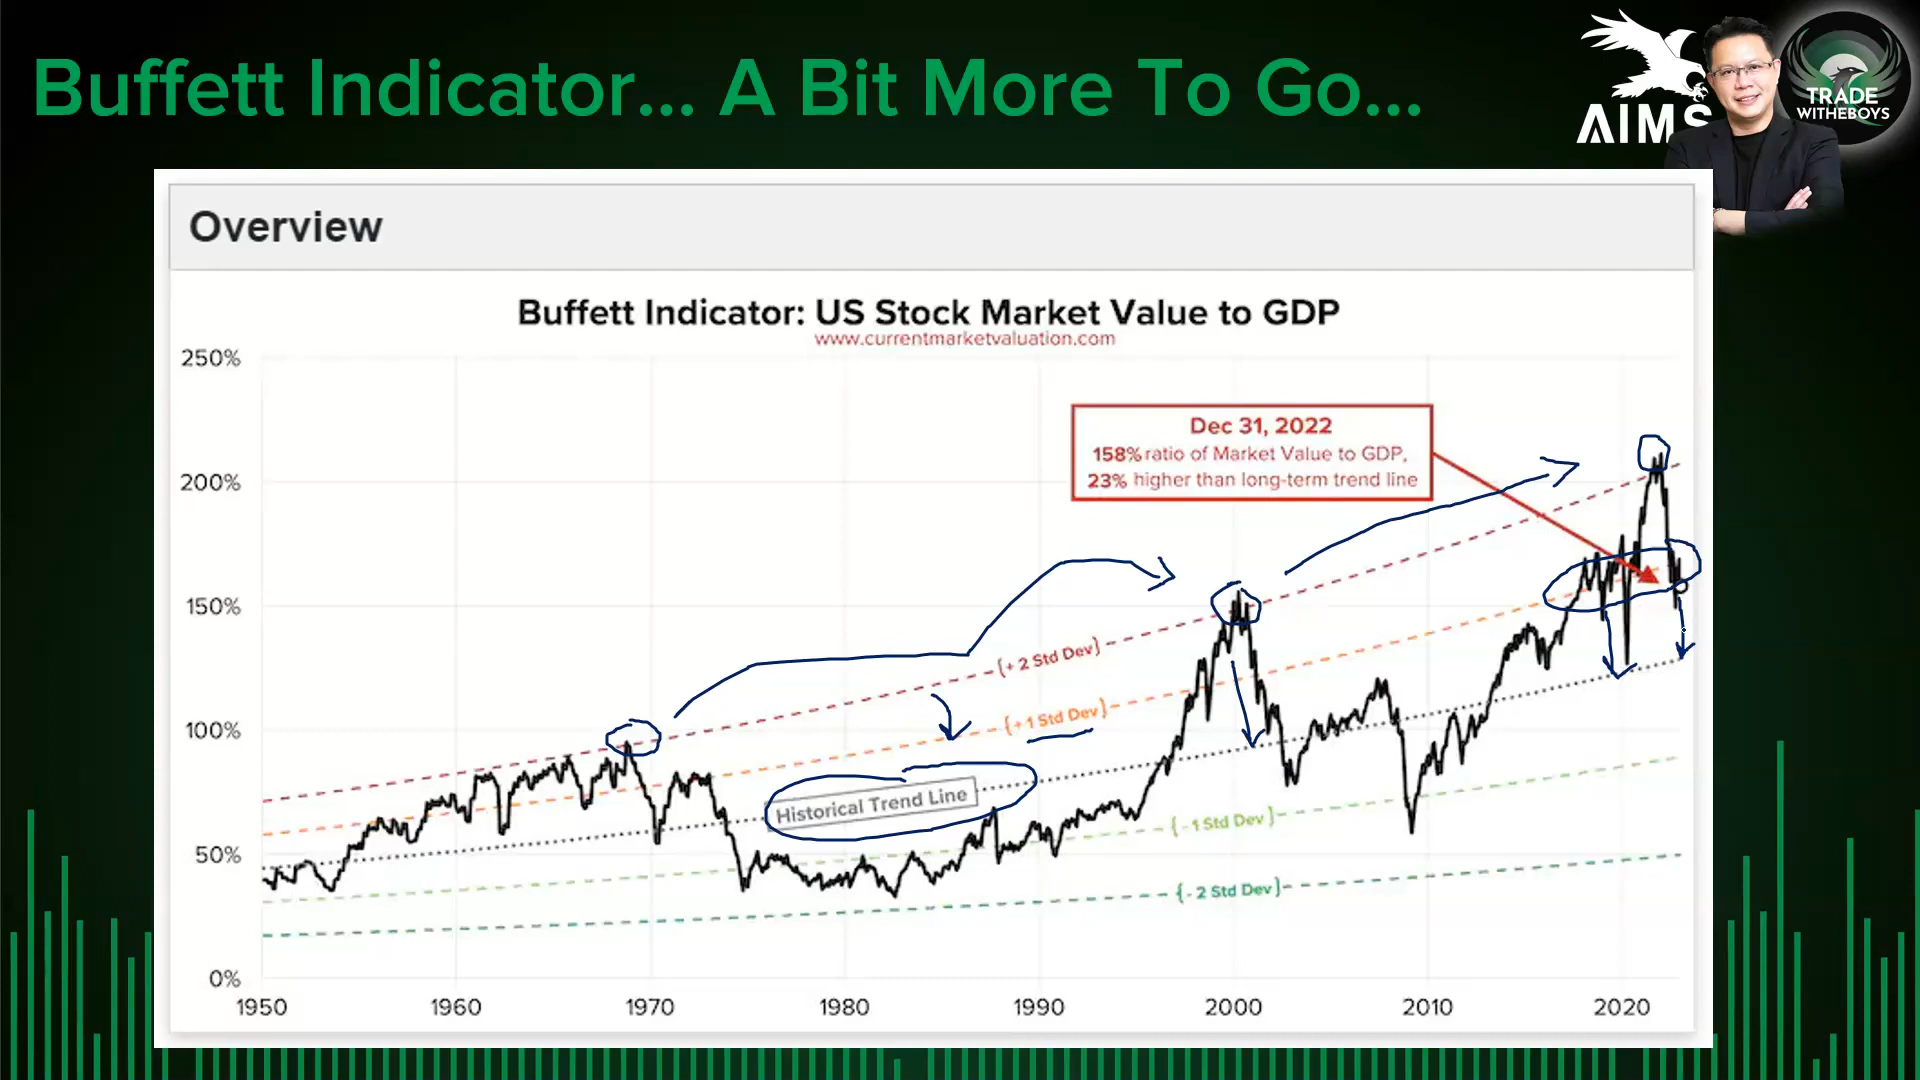 Buffett Indicator... A Bit More To Go...
AIMS
TRADE
WITHEBOYS
Overview
Buffett Indicator: US Stock Market Value to GDP
www.currentmarketvaluation.com
250%
200%
150%
100%
50%
0%
Dec 31, 2022
158% ratio of Market Value to GDP,
23% higher than long-term trend line
{+ 2 Std Dev}
{+ 1 Std Dev}
Historical Trend Line
{- 1 Std Dev}
{- 2 Std Dev}
1950 1960 1970 1980 1990 2000 2010 2020